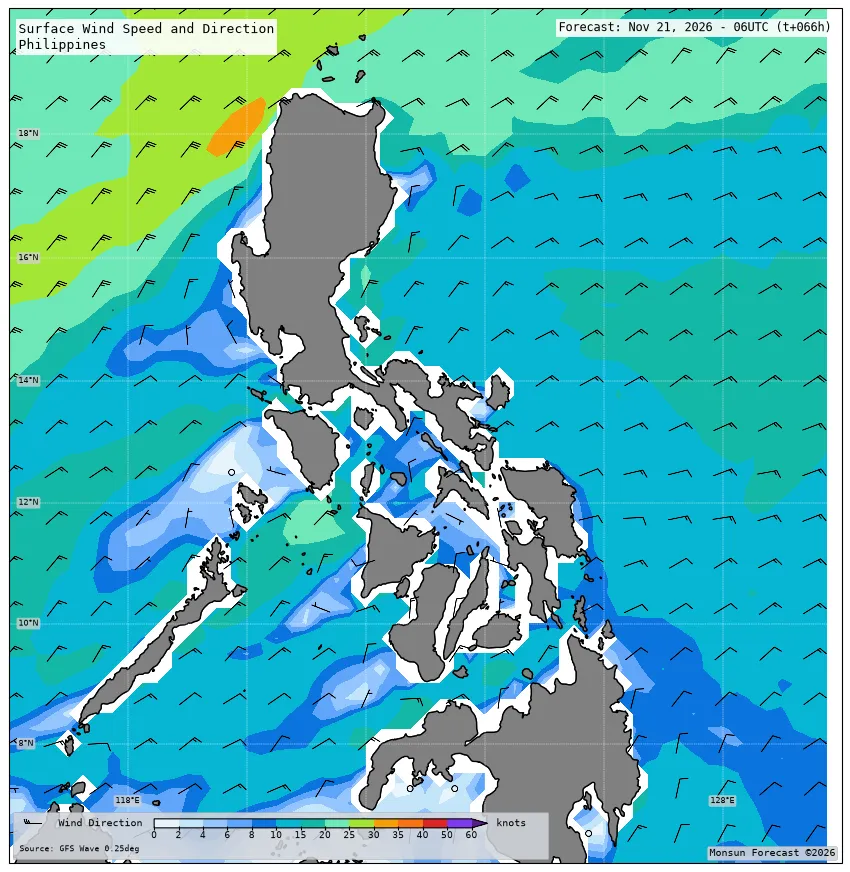 Surface Wind Speed and Direction
Philippines
Forecast: Nov 21, 2026 - 06UTC (t+066h)
18°N
16°N
14°N
12°N
10°N
8°N
118°E
128°E
Wind Direction
0 2 4 6 8 10 15 20 25 30 35 40 50 60
knots
Source: GFS Wave 0.25deg
Monsun Forecast ©2026